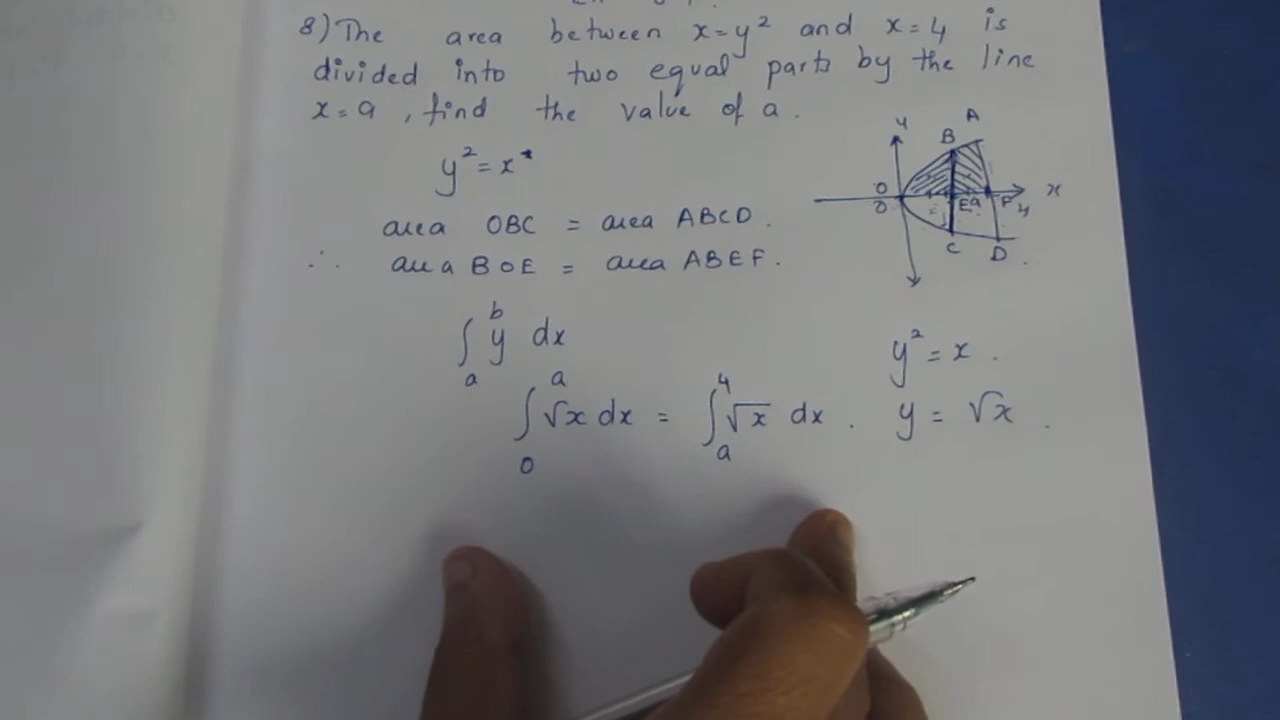 8) The area between x=y² and x=4 is
divided into two equal parts by the line
x=a, find the value of a.
y² = x
area OBC = area ABCD.
∴ area BOE = area ABEF.
∫ₐᵇ y dx
y² = x.
∫₀ᵃ √x dx = ∫ₐ⁴ √x dx. y = √x.
y
A
B
O
O
E
a
F
4
x
C
D